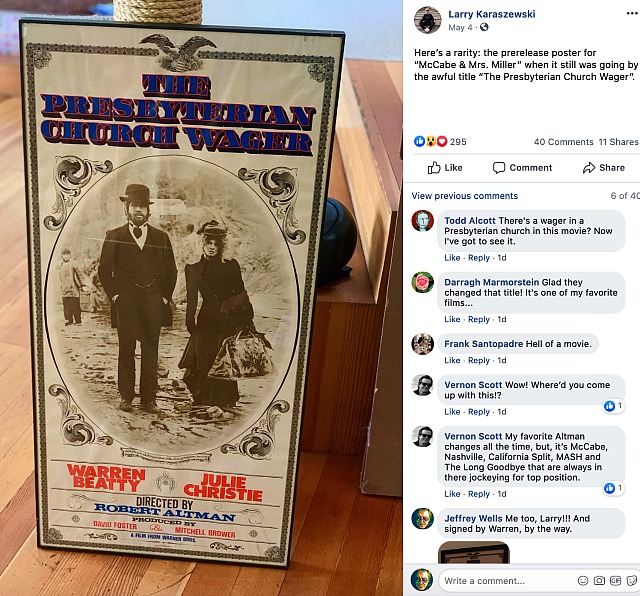 THE
PRESBYTERIAN
CHURCH WAGER
WARREN
BEATTY
JULIE
CHRISTIE
DIRECTED BY
ROBERT ALTMAN
PRODUCED BY
DAVID FOSTER & MITCHELL BROWER
A FILM FROM WARNER BROS.
Larry Karaszewski
May 4 ·
Here's a rarity: the prerelease poster for
"McCabe & Mrs. Miller" when it still was going by
the awful title "The Presbyterian Church Wager".
295
40 Comments 11 Shares
Like Comment Share
View previous comments
6 of 40
Todd Alcott There's a wager in a
Presbyterian church in this movie? Now
I've got to see it.
Like · Reply · 1d
Darragh Marmorstein Glad they
changed that title! It's one of my favorite
films...
Like · Reply · 1d
Frank Santopadre Hell of a movie.
Like · Reply · 1d
Vernon Scott Wow! Where'd you come
up with this!?
1
Like · Reply · 1d
Vernon Scott My favorite Altman
changes all the time, but, it's McCabe,
Nashville, California Split, MASH and
The Long Goodbye that are always in
there jockeying for top position.
1
Like · Reply · 1d
Jeffrey Wells Me too, Larry!!! And
signed by Warren, by the way.
Write a comment...
GIF